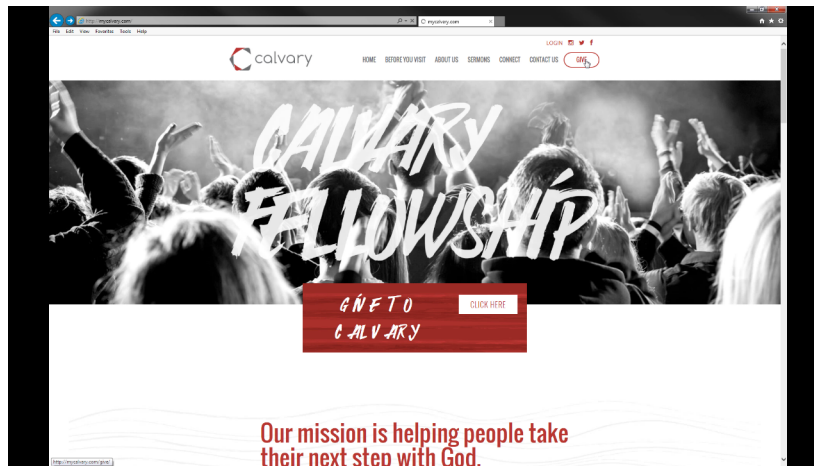 http://mycalvary.com/
mycalvary.com
File Edit View Favorites Tools Help
LOGIN
calvary
HOME BEFORE YOU VISIT ABOUT US SERMONS CONNECT CONTACT US GIVE
CALVARY
FELLOWSHIP
GIVE TO
CALVARY
CLICK HERE
Our mission is helping people take
their next step with God.
http://mycalvary.com/give/